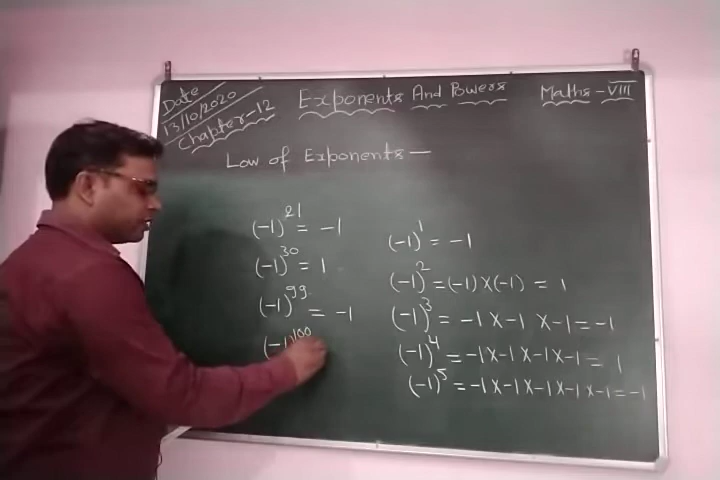 Date
13/10/2020
Chapter-12
Exponents And Powers
Maths-VIII
Low of Exponents-
(-1)²¹ = -1
(-1)³⁰ = 1
(-1)⁹⁹ = -1
(-1)¹⁰⁰
(-1)¹ = -1
(-1)² = (-1) X (-1) = 1
(-1)³ = -1 X -1 X -1 = -1
(-1)⁴ = -1 X -1 X -1 X -1 = 1
(-1)⁵ = -1 X -1 X -1 X -1 X -1 = -1